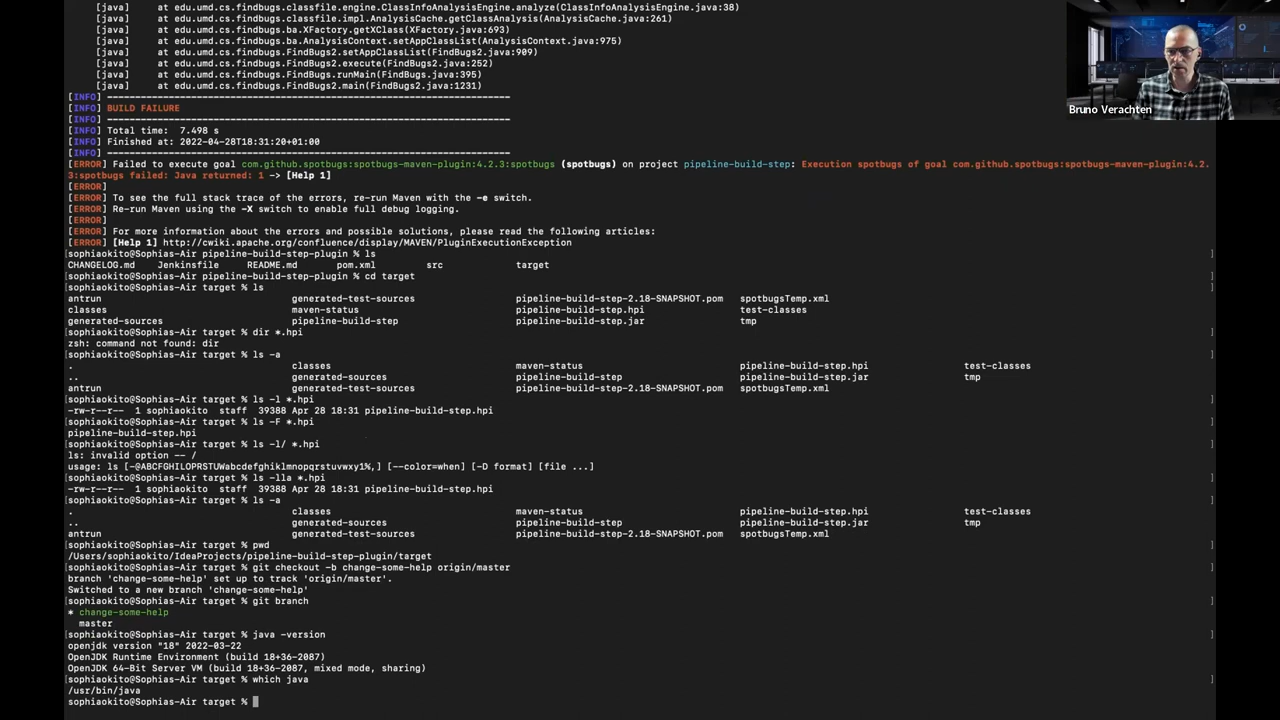 [java]     at edu.umd.cs.findbugs.classfile.engine.ClassInfoAnalysisEngine.analyze(ClassInfoAnalysisEngine.java:38)
[java]     at edu.umd.cs.findbugs.classfile.impl.AnalysisCache.getClassAnalysis(AnalysisCache.java:261)
[java]     at edu.umd.cs.findbugs.ba.XFactory.getXClass(XFactory.java:693)
[java]     at edu.umd.cs.findbugs.ba.AnalysisContext.setAppClassList(AnalysisContext.java:975)
[java]     at edu.umd.cs.findbugs.FindBugs2.setAppClassList(FindBugs2.java:909)
[java]     at edu.umd.cs.findbugs.FindBugs2.execute(FindBugs2.java:252)
[java]     at edu.umd.cs.findbugs.FindBugs.runMain(FindBugs.java:395)
[java]     at edu.umd.cs.findbugs.FindBugs2.main(FindBugs2.java:1231)
[INFO] ------------------------------------------------------------------------
[INFO] BUILD FAILURE
[INFO] ------------------------------------------------------------------------
[INFO] Total time:  7.498 s
[INFO] Finished at: 2022-04-28T18:31:20+01:00
[INFO] ------------------------------------------------------------------------
[ERROR] Failed to execute goal com.github.spotbugs:spotbugs-maven-plugin:4.2.3:spotbugs (spotbugs) on project pipeline-build-step: Execution spotbugs of goal com.github.spotbugs:spotbugs-maven-plugin:4.2.
3:spotbugs failed: Java returned: 1 -> [Help 1]
[ERROR]
[ERROR] To see the full stack trace of the errors, re-run Maven with the -e switch.
[ERROR] Re-run Maven using the -X switch to enable full debug logging.
[ERROR]
[ERROR] For more information about the errors and possible solutions, please read the following articles:
[ERROR] [Help 1] http://cwiki.apache.org/confluence/display/MAVEN/PluginExecutionException
[sophiaokito@Sophias-Air pipeline-build-step-plugin % ls ]
CHANGELOG.md    Jenkinsfile     README.md       pom.xml         src             target
[sophiaokito@Sophias-Air pipeline-build-step-plugin % cd target ]
[sophiaokito@Sophias-Air target % ls ]
antrun    generated-test-sources    pipeline-build-step-2.18-SNAPSHOT.pom    spotbugsTemp.xml
classes    maven-status    pipeline-build-step.hpi    test-classes
generated-sources    pipeline-build-step    pipeline-build-step.jar    tmp
[sophiaokito@Sophias-Air target % dir *.hpi ]
zsh: command not found: dir
[sophiaokito@Sophias-Air target % ls -a ]
.    classes    maven-status    pipeline-build-step.hpi    test-classes
..    generated-sources    pipeline-build-step    pipeline-build-step.jar    tmp
antrun    generated-test-sources    pipeline-build-step-2.18-SNAPSHOT.pom    spotbugsTemp.xml
[sophiaokito@Sophias-Air target % ls -l *.hpi ]
-rw-r--r--  1 sophiaokito  staff  39388 Apr 28 18:31 pipeline-build-step.hpi
[sophiaokito@Sophias-Air target % ls -F *.hpi ]
pipeline-build-step.hpi
[sophiaokito@Sophias-Air target % ls -l/ *.hpi ]
ls: invalid option -- /
usage: ls [-@ABCFGHILOPRSTUWabcdefghiklmnopqrstuvwxy1%,] [--color=when] [-D format] [file ...]
[sophiaokito@Sophias-Air target % ls -lla *.hpi ]
-rw-r--r--  1 sophiaokito  staff  39388 Apr 28 18:31 pipeline-build-step.hpi
[sophiaokito@Sophias-Air target % ls -a ]
.    classes    maven-status    pipeline-build-step.hpi    test-classes
..    generated-sources    pipeline-build-step    pipeline-build-step.jar    tmp
antrun    generated-test-sources    pipeline-build-step-2.18-SNAPSHOT.pom    spotbugsTemp.xml
[sophiaokito@Sophias-Air target % pwd ]
/Users/sophiaokito/IdeaProjects/pipeline-build-step-plugin/target
[sophiaokito@Sophias-Air target % git checkout -b change-some-help origin/master ]
branch 'change-some-help' set up to track 'origin/master'.
Switched to a new branch 'change-some-help'
[sophiaokito@Sophias-Air target % git branch ]
* change-some-help
  master
[sophiaokito@Sophias-Air target % java -version ]
openjdk version "18" 2022-03-22
OpenJDK Runtime Environment (build 18+36-2087)
OpenJDK 64-Bit Server VM (build 18+36-2087, mixed mode, sharing)
[sophiaokito@Sophias-Air target % which java ]
/usr/bin/java
sophiaokito@Sophias-Air target %
Bruno Verachten